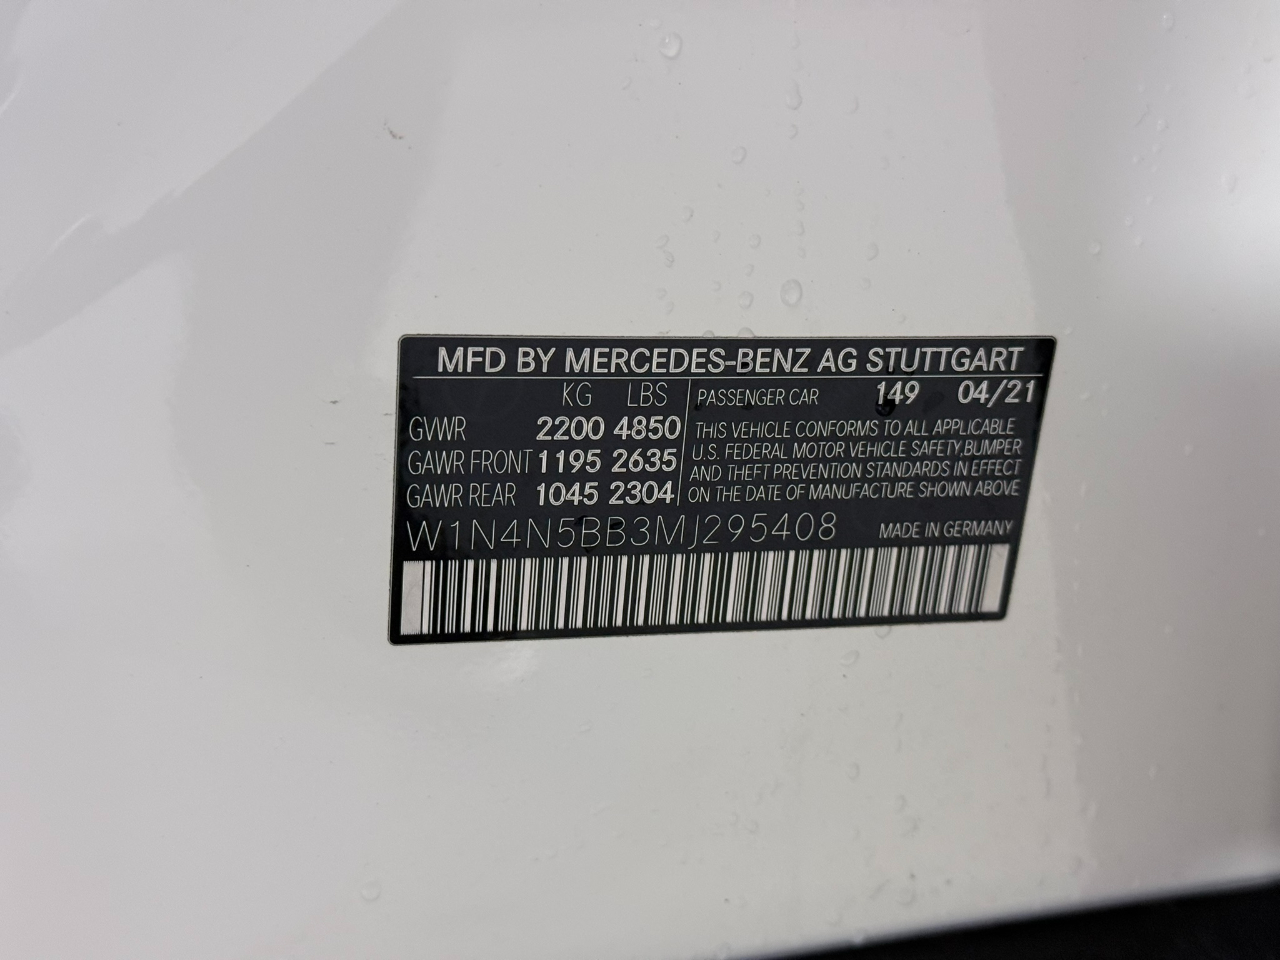 MFD BY MERCEDES-BENZ AG STUTTGART
KG LBS
GVWR 2200 4850
GAWR FRONT 1195 2635
GAWR REAR 1045 2304
PASSENGER CAR 149 04/21
THIS VEHICLE CONFORMS TO ALL APPLICABLE
U.S. FEDERAL MOTOR VEHICLE SAFETY,BUMPER
AND THEFT PREVENTION STANDARDS IN EFFECT
ON THE DATE OF MANUFACTURE SHOWN ABOVE
W1N4N5BB3MJ295408 MADE IN GERMANY